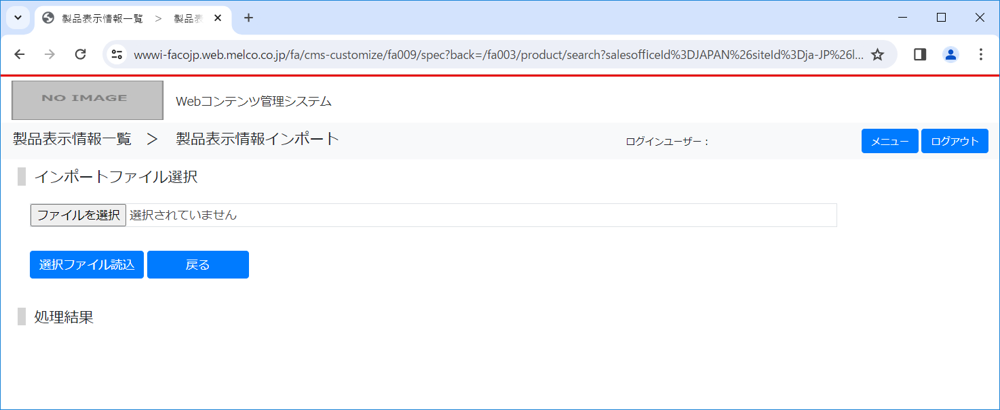 製品表示情報一覧　＞　製品表
wwwi-facojp.web.melco.co.jp/fa/cms-customize/fa009/spec?back=/fa003/product/search?salesofficeId%3DJAPAN%26siteId%3Dja-JP%26l...
NO IMAGE
Webコンテンツ管理システム
製品表示情報一覧　＞　製品表示情報インポート
ログインユーザー：
メニュー
ログアウト
インポートファイル選択
ファイルを選択 選択されていません
選択ファイル読込
戻る
処理結果